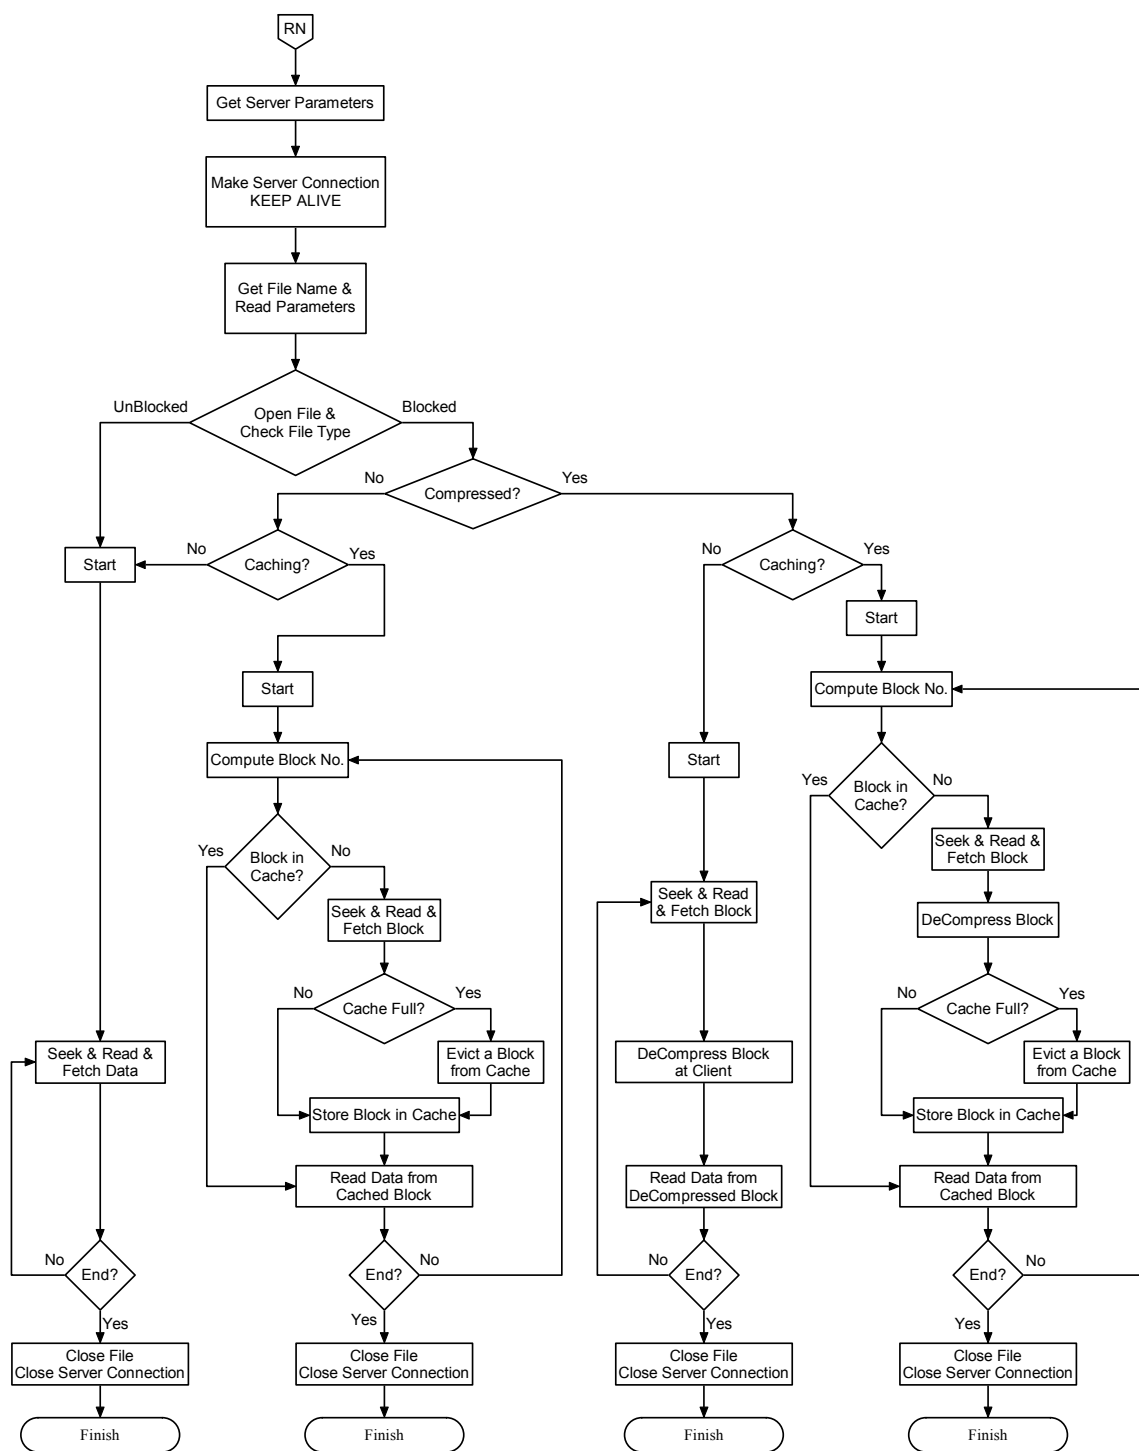 RN
Get Server Parameters
Make Server Connection
KEEP ALIVE
Get File Name &
Read Parameters
UnBlocked
Open File &
Check File Type
Blocked
No
Compressed?
Yes
Start
No
Caching?
Yes
No
Caching?
Yes
Start
Start
Compute Block No.
Compute Block No.
Start
Yes
Block in
Cache?
No
Yes
Block in
Cache?
No
Seek & Read &
Fetch Block
Seek & Read
& Fetch Block
Seek & Read &
Fetch Block
DeCompress Block
No
Cache Full?
Yes
No
Cache Full?
Yes
Seek & Read &
Fetch Data
Evict a Block
from Cache
DeCompress Block
at Client
Evict a Block
from Cache
Store Block in Cache
Store Block in Cache
Read Data from
Cached Block
Read Data from
DeCompressed Block
Read Data from
Cached Block
No
End?
Yes
End?
No
Yes
No
End?
Yes
End?
No
Yes
Close File
Close Server Connection
Close File
Close Server Connection
Close File
Close Server Connection
Close File
Close Server Connection
Finish
Finish
Finish
Finish